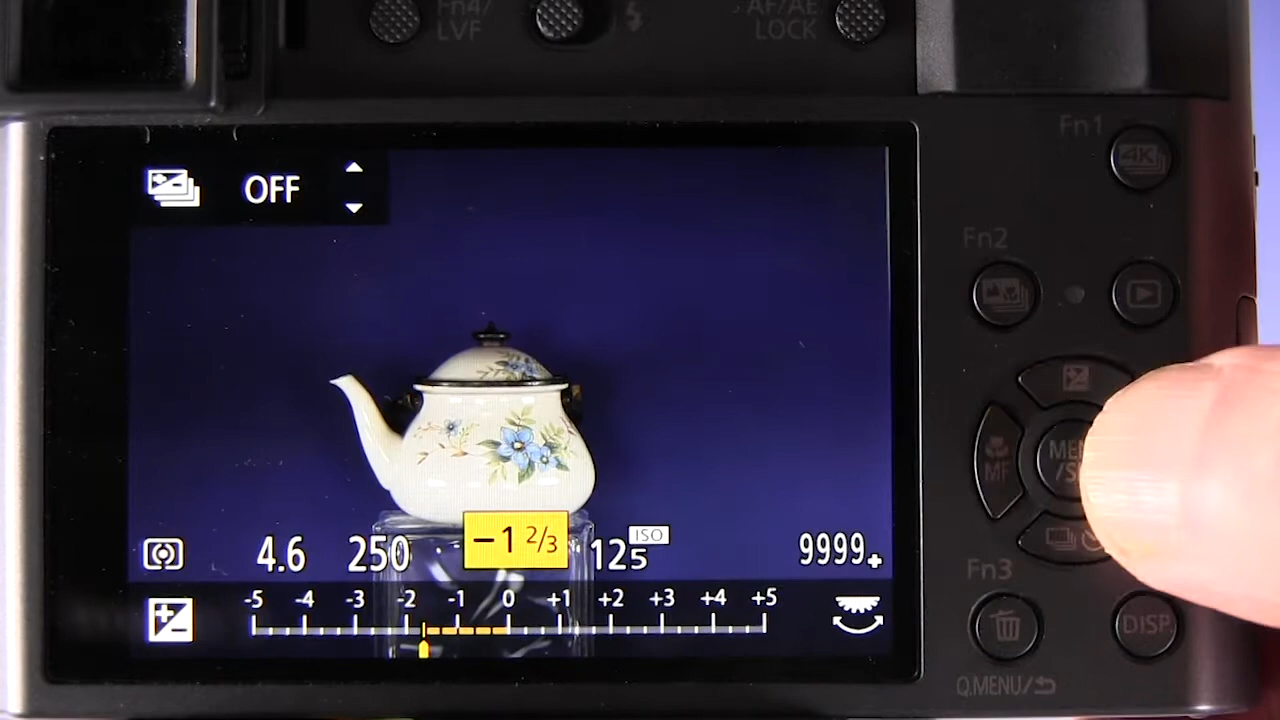 Fn4/
LVF
AF/AE
LOCK
Fn1
4K
OFF
Fn2
MF
4.6 250 −1 2/3 125 ISO 9999+
-5 -4 -3 -2 -1 0 +1 +2 +3 +4 +5
Fn3
DISP
Q.MENU/